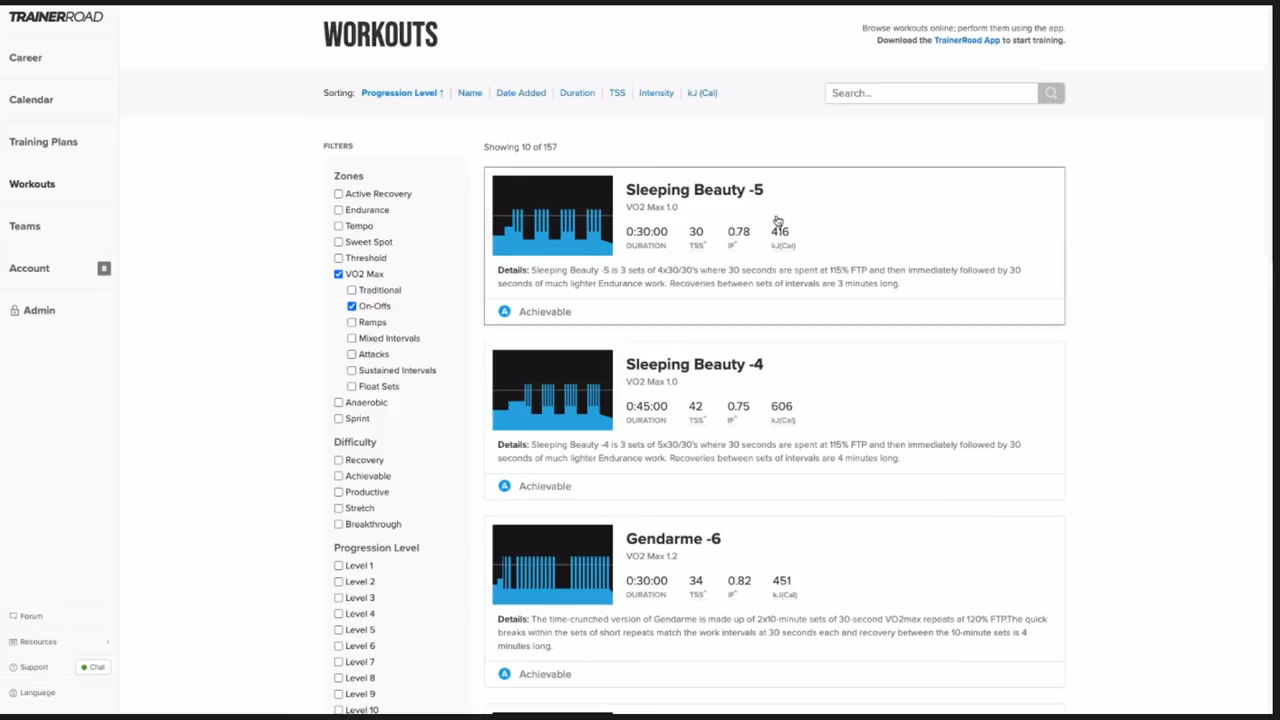 TRAINERROAD
Career
Calendar
Training Plans
Workouts
Teams
Account 8
Admin
Forum
Resources
Support Chat
Language
WORKOUTS
Browse workouts online; perform them using the app.
Download the TrainerRoad App to start training.
Sorting: Progression Level ↑ | Name | Date Added | Duration | TSS | Intensity | kJ (Cal)
Search...
FILTERS
Zones
Active Recovery
Endurance
Tempo
Sweet Spot
Threshold
VO2 Max
Traditional
On-Offs
Ramps
Mixed Intervals
Attacks
Sustained Intervals
Float Sets
Anaerobic
Sprint
Difficulty
Recovery
Achievable
Productive
Stretch
Breakthrough
Progression Level
Level 1
Level 2
Level 3
Level 4
Level 5
Level 6
Level 7
Level 8
Level 9
Level 10
Showing 10 of 157
Sleeping Beauty -5
VO2 Max 1.0
0:30:00 30 0.78 416
DURATION TSS® IF® kJ(Cal)
Details: Sleeping Beauty -5 is 3 sets of 4x30/30's where 30 seconds are spent at 115% FTP and then immediately followed by 30
seconds of much lighter Endurance work. Recoveries between sets of intervals are 3 minutes long.
A Achievable
Sleeping Beauty -4
VO2 Max 1.0
0:45:00 42 0.75 606
DURATION TSS® IF® kJ(Cal)
Details: Sleeping Beauty -4 is 3 sets of 5x30/30's where 30 seconds are spent at 115% FTP and then immediately followed by 30
seconds of much lighter Endurance work. Recoveries between sets of intervals are 4 minutes long.
A Achievable
Gendarme -6
VO2 Max 1.2
0:30:00 34 0.82 451
DURATION TSS® IF® kJ(Cal)
Details: The time-crunched version of Gendarme is made up of 2x10-minute sets of 30-second VO2max repeats at 120% FTP.The quick
breaks within the sets of short repeats match the work intervals at 30 seconds each and recovery between the 10-minute sets is 4
minutes long.
A Achievable